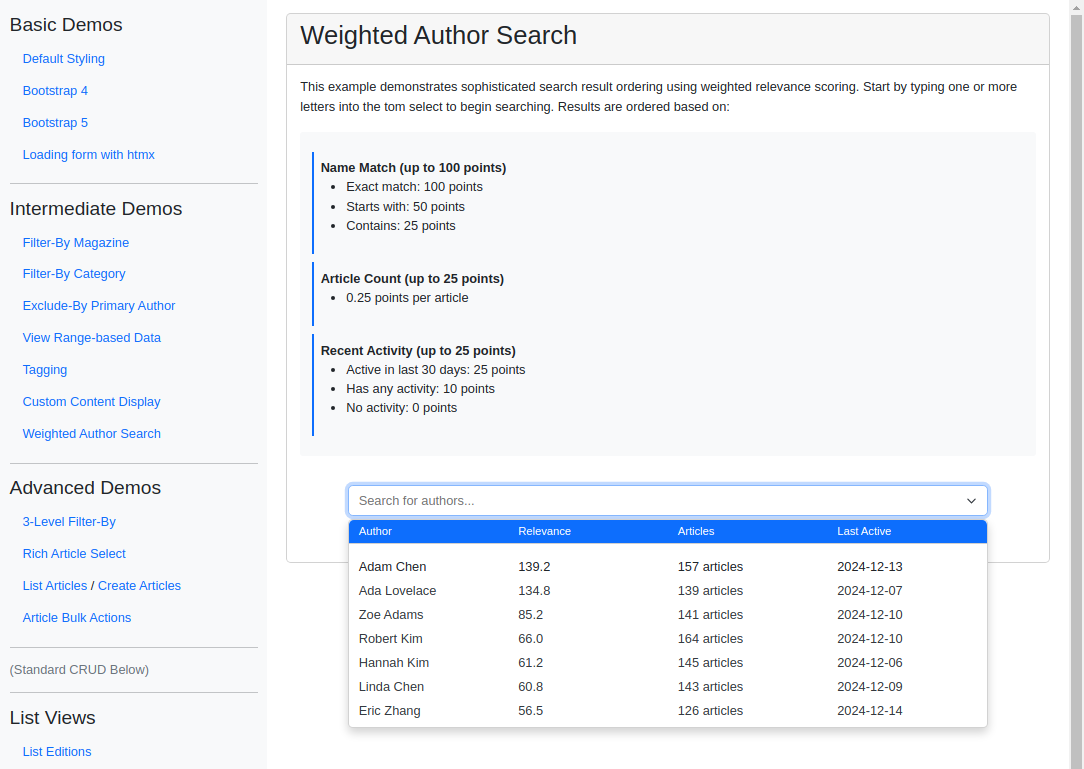 Basic Demos
Default Styling
Bootstrap 4
Bootstrap 5
Loading form with htmx
Intermediate Demos
Filter-By Magazine
Filter-By Category
Exclude-By Primary Author
View Range-based Data
Tagging
Custom Content Display
Weighted Author Search
Advanced Demos
3-Level Filter-By
Rich Article Select
List Articles / Create Articles
Article Bulk Actions
(Standard CRUD Below)
List Views
List Editions
Weighted Author Search
This example demonstrates sophisticated search result ordering using weighted relevance scoring. Start by typing one or more
letters into the tom select to begin searching. Results are ordered based on:
Name Match (up to 100 points)
• Exact match: 100 points
• Starts with: 50 points
• Contains: 25 points
Article Count (up to 25 points)
• 0.25 points per article
Recent Activity (up to 25 points)
• Active in last 30 days: 25 points
• Has any activity: 10 points
• No activity: 0 points
Search for authors...
Author Relevance Articles Last Active
Adam Chen 139.2 157 articles 2024-12-13
Ada Lovelace 134.8 139 articles 2024-12-07
Zoe Adams 85.2 141 articles 2024-12-10
Robert Kim 66.0 164 articles 2024-12-10
Hannah Kim 61.2 145 articles 2024-12-06
Linda Chen 60.8 143 articles 2024-12-09
Eric Zhang 56.5 126 articles 2024-12-14